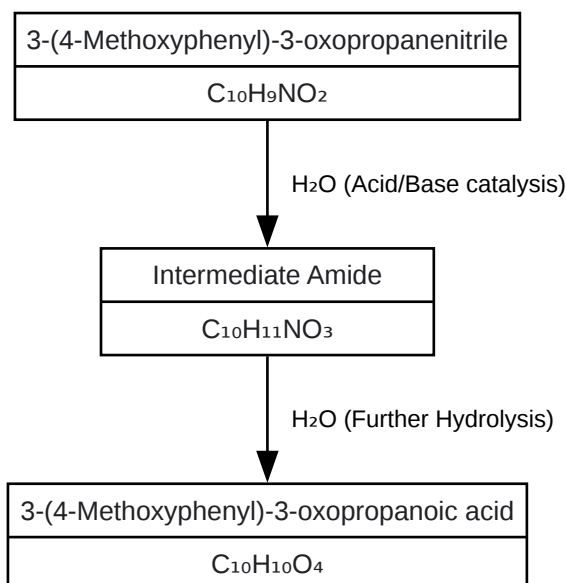 3-(4-Methoxyphenyl)-3-oxopropanenitrile
C₁₀H₉NO₂
H₂O (Acid/Base catalysis)
Intermediate Amide
C₁₀H₁₁NO₃
H₂O (Further Hydrolysis)
3-(4-Methoxyphenyl)-3-oxopropanoic acid
C₁₀H₁₀O₄